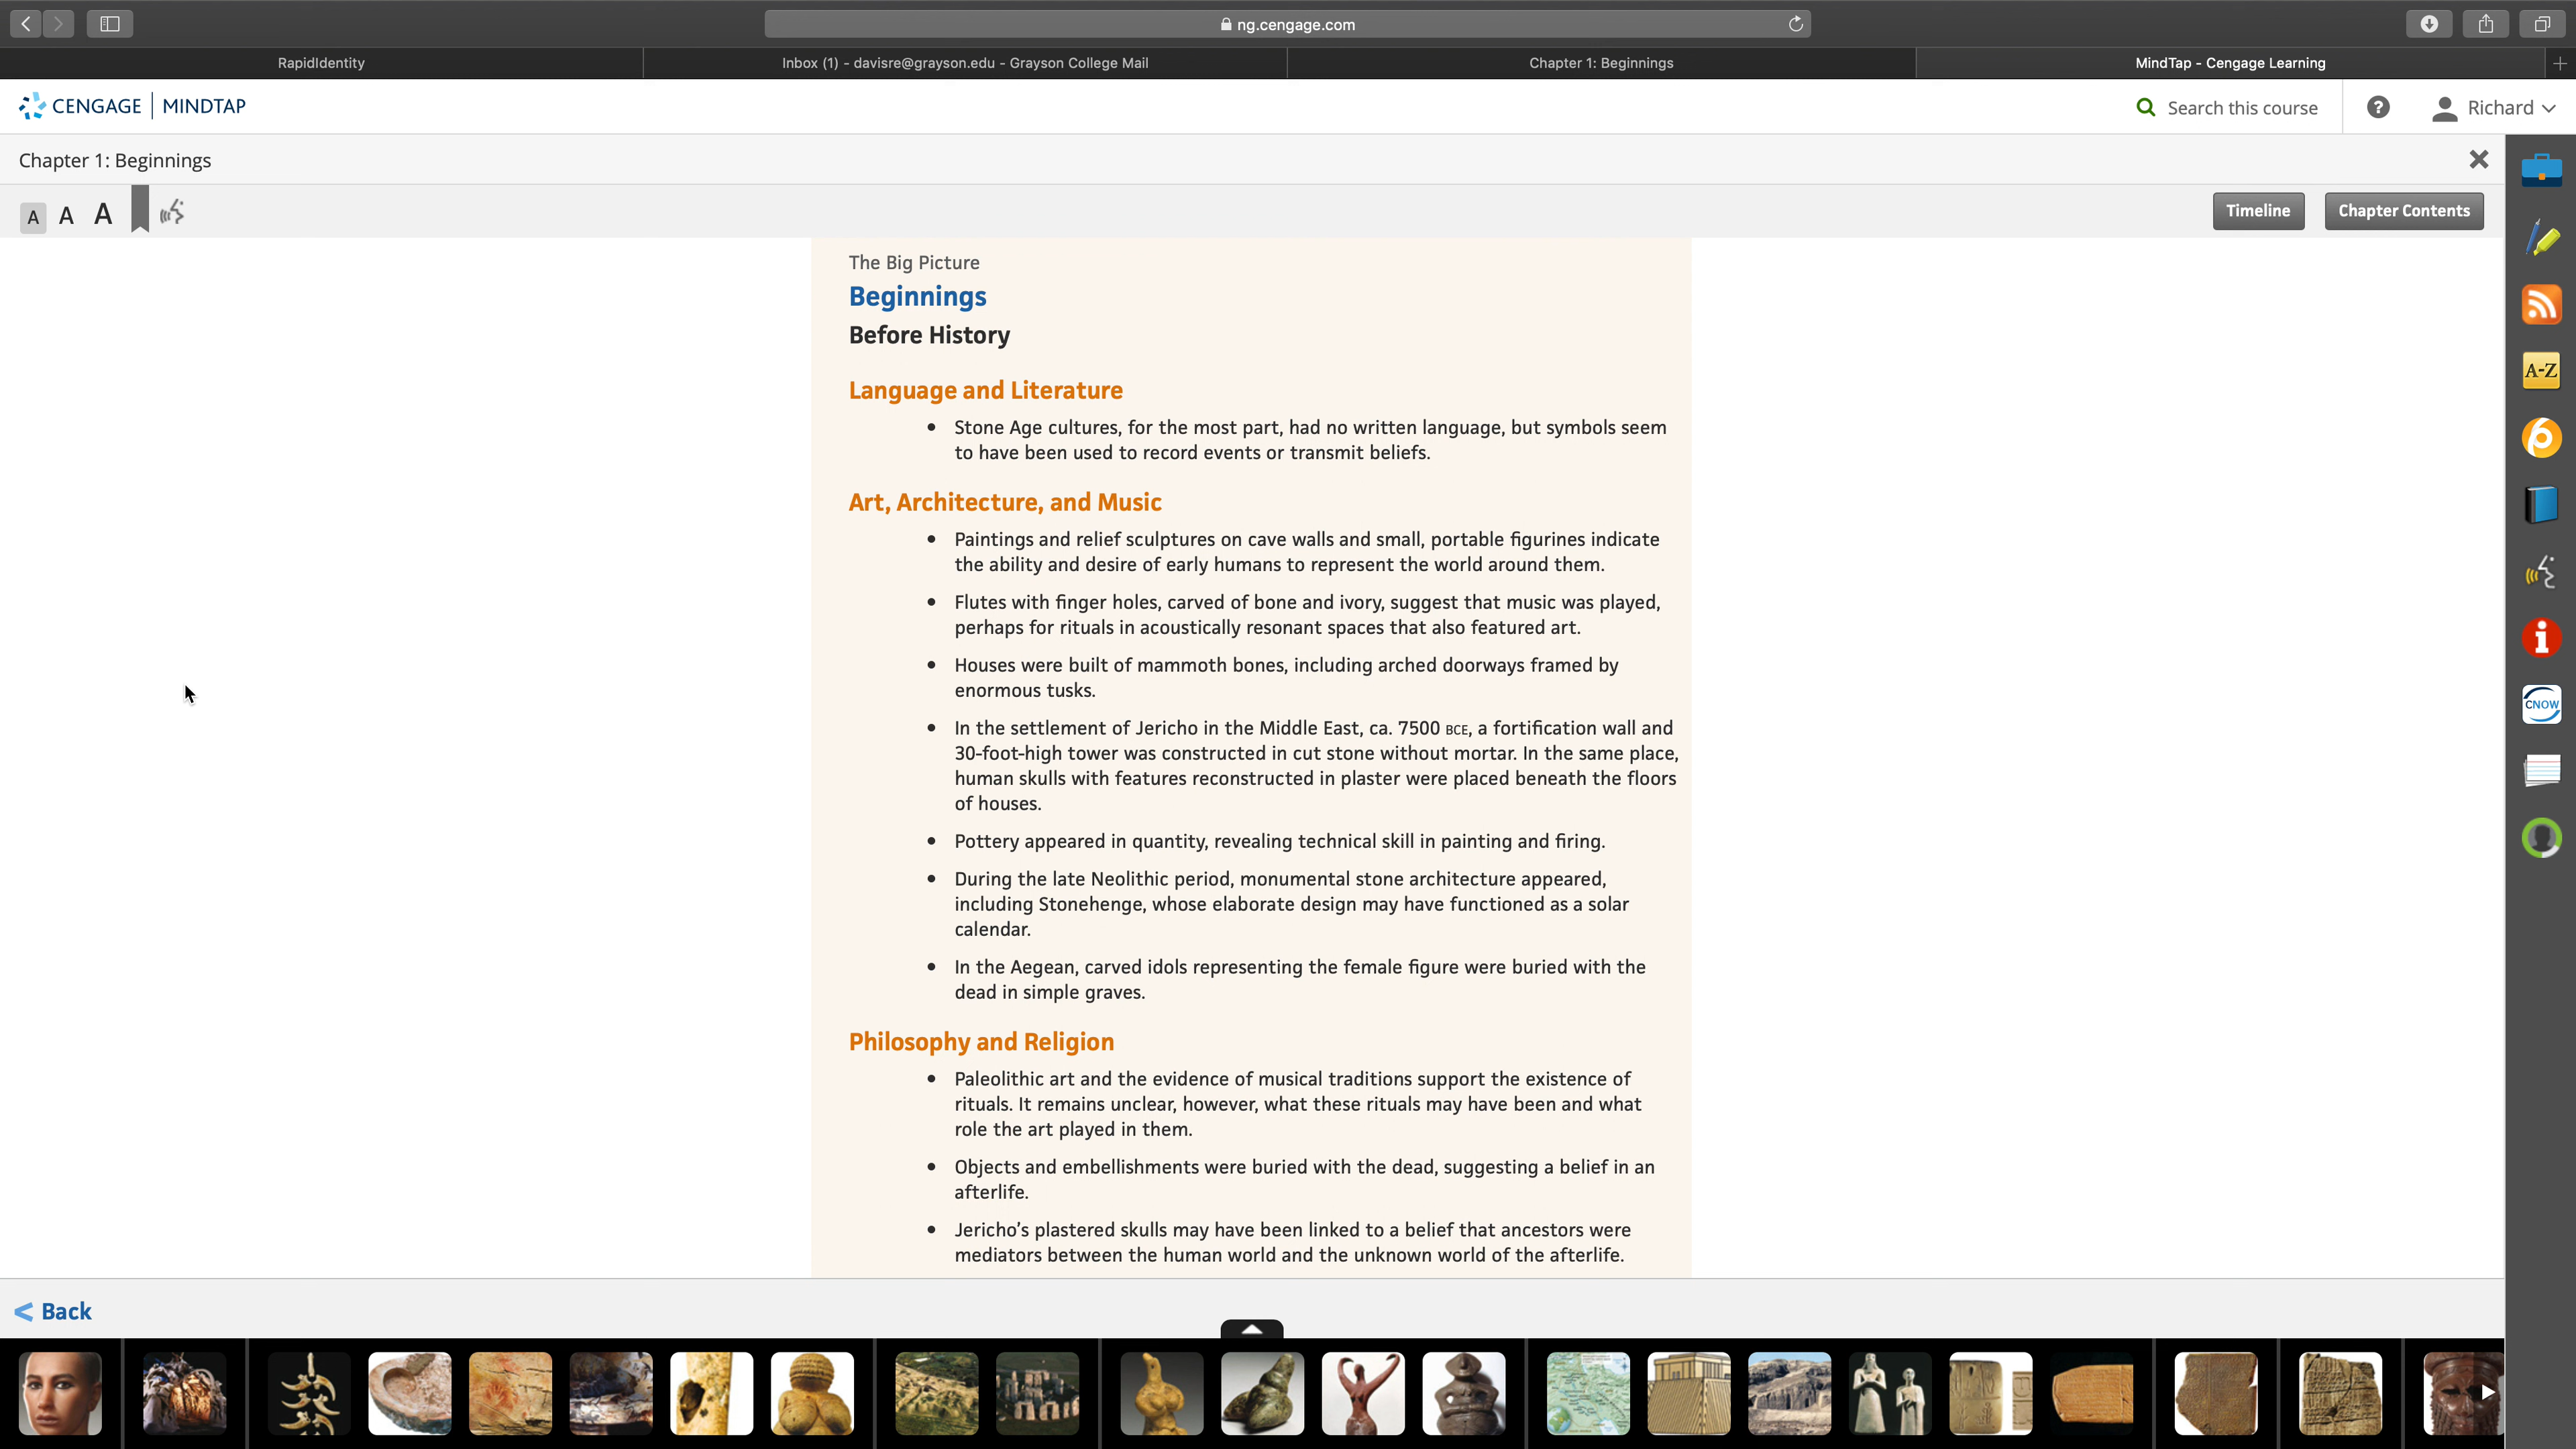 ng.cengage.com
RapidIdentity
Inbox (1) - davisre@grayson.edu - Grayson College Mail
Chapter 1: Beginnings
MindTap - Cengage Learning
CENGAGE | MINDTAP
Search this course
?
Richard
Chapter 1: Beginnings
A A A
Timeline
Chapter Contents
The Big Picture
Beginnings
Before History
Language and Literature
• Stone Age cultures, for the most part, had no written language, but symbols seem
to have been used to record events or transmit beliefs.
Art, Architecture, and Music
• Paintings and relief sculptures on cave walls and small, portable figurines indicate
the ability and desire of early humans to represent the world around them.
• Flutes with finger holes, carved of bone and ivory, suggest that music was played,
perhaps for rituals in acoustically resonant spaces that also featured art.
• Houses were built of mammoth bones, including arched doorways framed by
enormous tusks.
• In the settlement of Jericho in the Middle East, ca. 7500 BCE, a fortification wall and
30-foot-high tower was constructed in cut stone without mortar. In the same place,
human skulls with features reconstructed in plaster were placed beneath the floors
of houses.
• Pottery appeared in quantity, revealing technical skill in painting and firing.
• During the late Neolithic period, monumental stone architecture appeared,
including Stonehenge, whose elaborate design may have functioned as a solar
calendar.
• In the Aegean, carved idols representing the female figure were buried with the
dead in simple graves.
Philosophy and Religion
• Paleolithic art and the evidence of musical traditions support the existence of
rituals. It remains unclear, however, what these rituals may have been and what
role the art played in them.
• Objects and embellishments were buried with the dead, suggesting a belief in an
afterlife.
• Jericho's plastered skulls may have been linked to a belief that ancestors were
mediators between the human world and the unknown world of the afterlife.
< Back
A-Z
CNOW